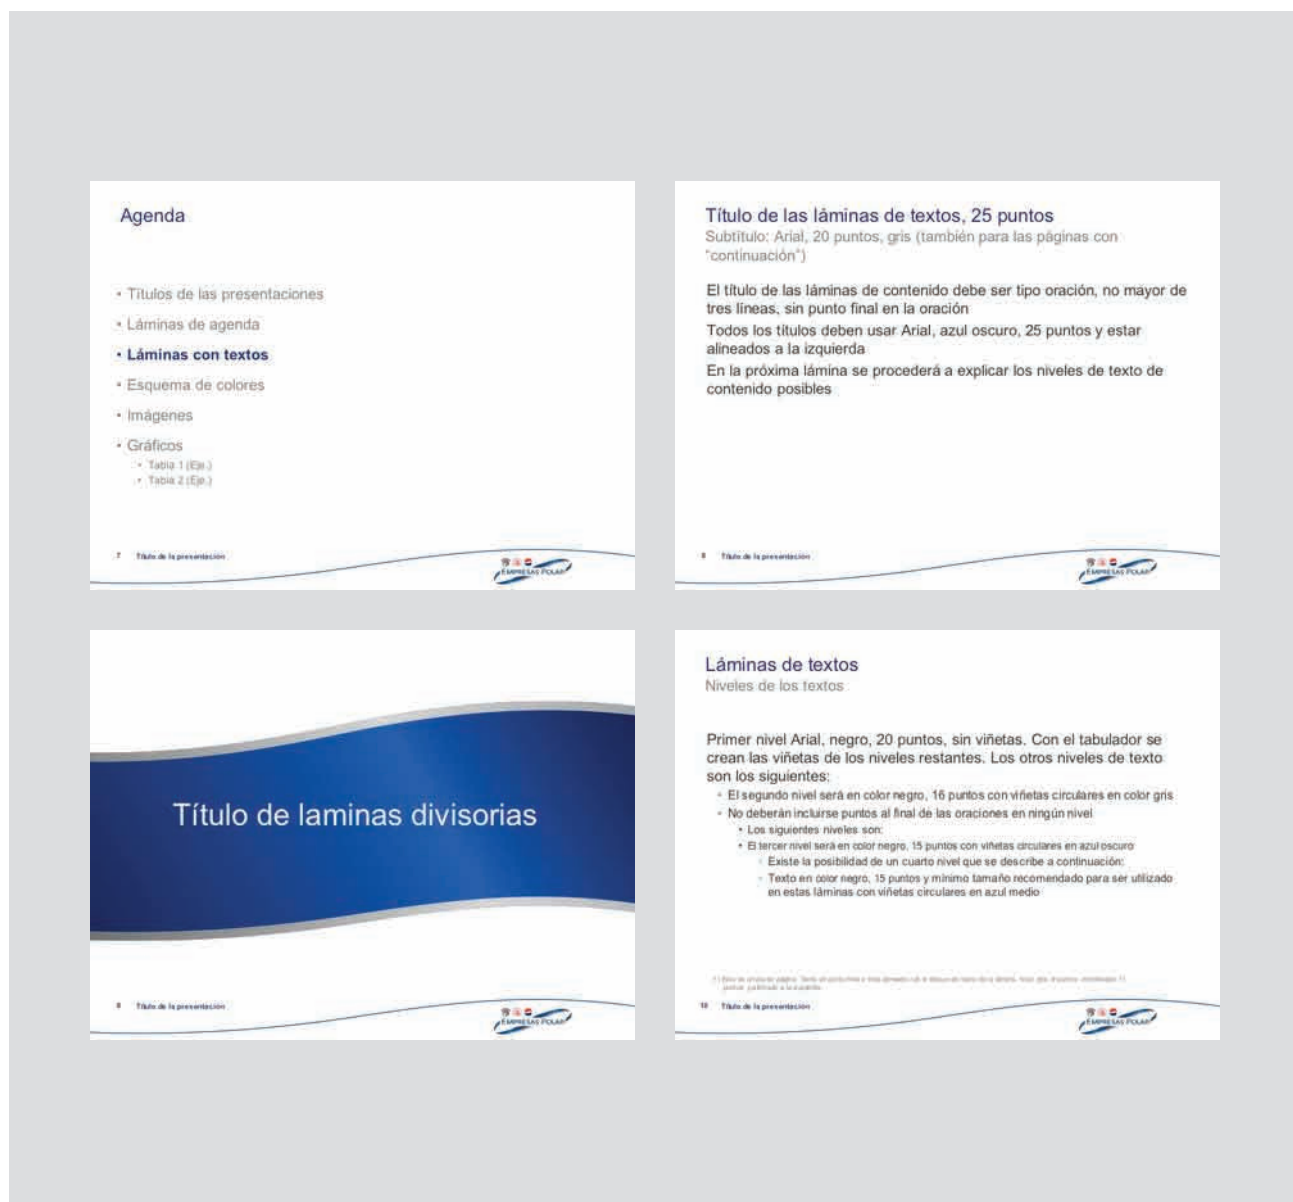 Agenda
• Títulos de las presentaciones
• Láminas de agenda
• Láminas con textos
• Esquema de colores
• Imágenes
• Gráficos
• Tabla 1 (Eje.)
• Tabla 2 (Eje.)
7 Título de la presentación
EMPRESAS POLAR
Título de las láminas de textos, 25 puntos
Subtítulo: Arial, 20 puntos, gris (también para las páginas con
"continuación")
El título de las láminas de contenido debe ser tipo oración, no mayor de
tres líneas, sin punto final en la oración
Todos los títulos deben usar Arial, azul oscuro, 25 puntos y estar
alineados a la izquierda
En la próxima lámina se procederá a explicar los niveles de texto de
contenido posibles
Título de la presentación
EMPRESAS POLAR
Título de laminas divisorias
Título de la presentación
EMPRESAS POLAR
Láminas de textos
Niveles de los textos
Primer nivel Arial, negro, 20 puntos, sin viñetas. Con el tabulador se
crean las viñetas de los niveles restantes. Los otros niveles de texto
son los siguientes:
• El segundo nivel será en color negro, 16 puntos con viñetas circulares en color gris
• No deberán incluirse puntos al final de las oraciones en ningún nivel
• Los siguientes niveles son:
• El tercer nivel será en color negro, 15 puntos con viñetas circulares en azul oscuro
• Existe la posibilidad de un cuarto nivel que se describe a continuación:
• Texto en color negro, 15 puntos y mínimo tamaño recomendado para ser utilizado
en estas láminas con viñetas circulares en azul medio
10 Título de la presentación
EMPRESAS POLAR